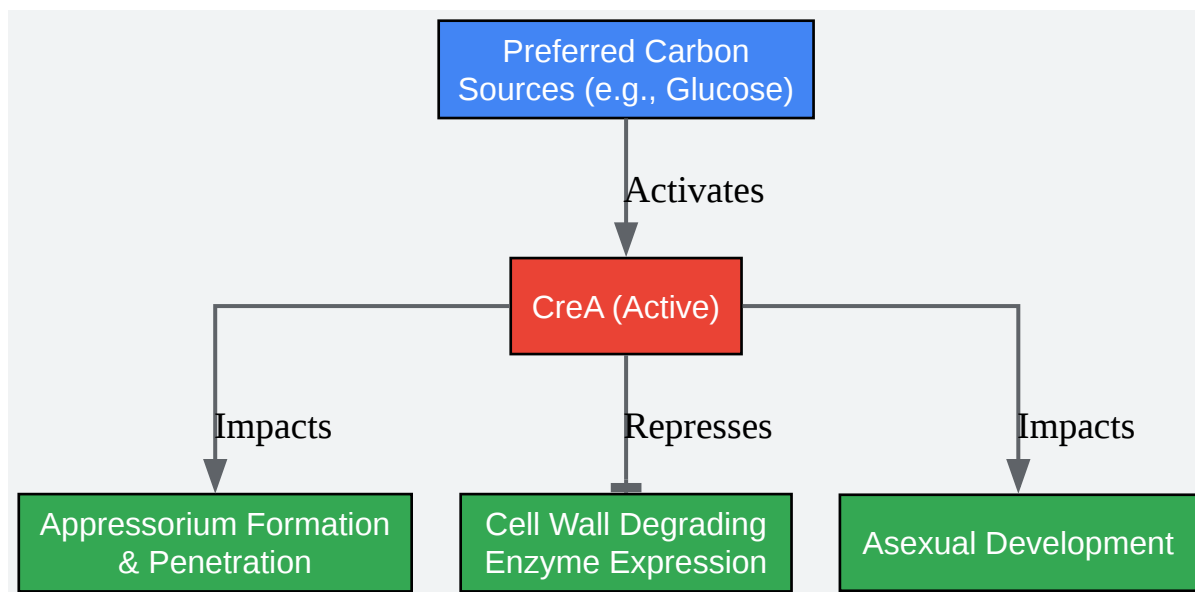 Preferred Carbon
Sources (e.g., Glucose)
Activates
CreA (Active)
Impacts
Represses
Impacts
Appressorium Formation
& Penetration
Cell Wall Degrading
Enzyme Expression
Asexual Development